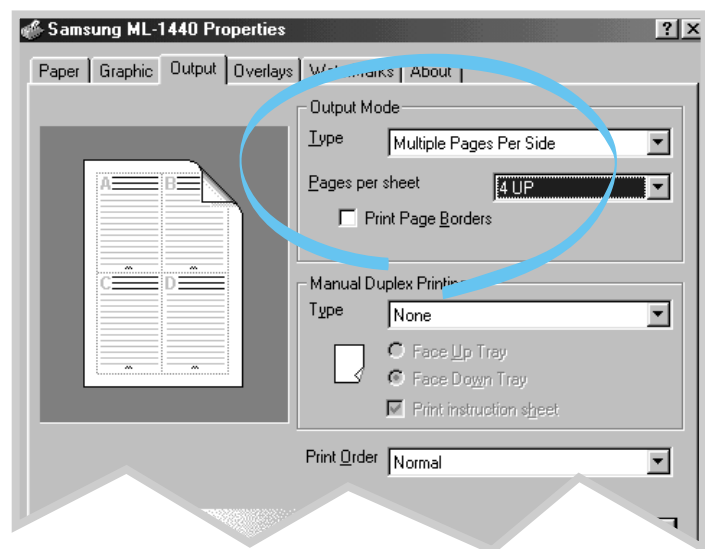 Samsung ML-1440 Properties
Paper Graphic Output Overlays Watermarks About
Output Mode
Type Multiple Pages Per Side
Pages per sheet 4 UP
Print Page Borders
A B
C D
Manual Duplex Printing
Type None
Face Up Tray
Face Down Tray
Print instruction sheet
Print Order Normal